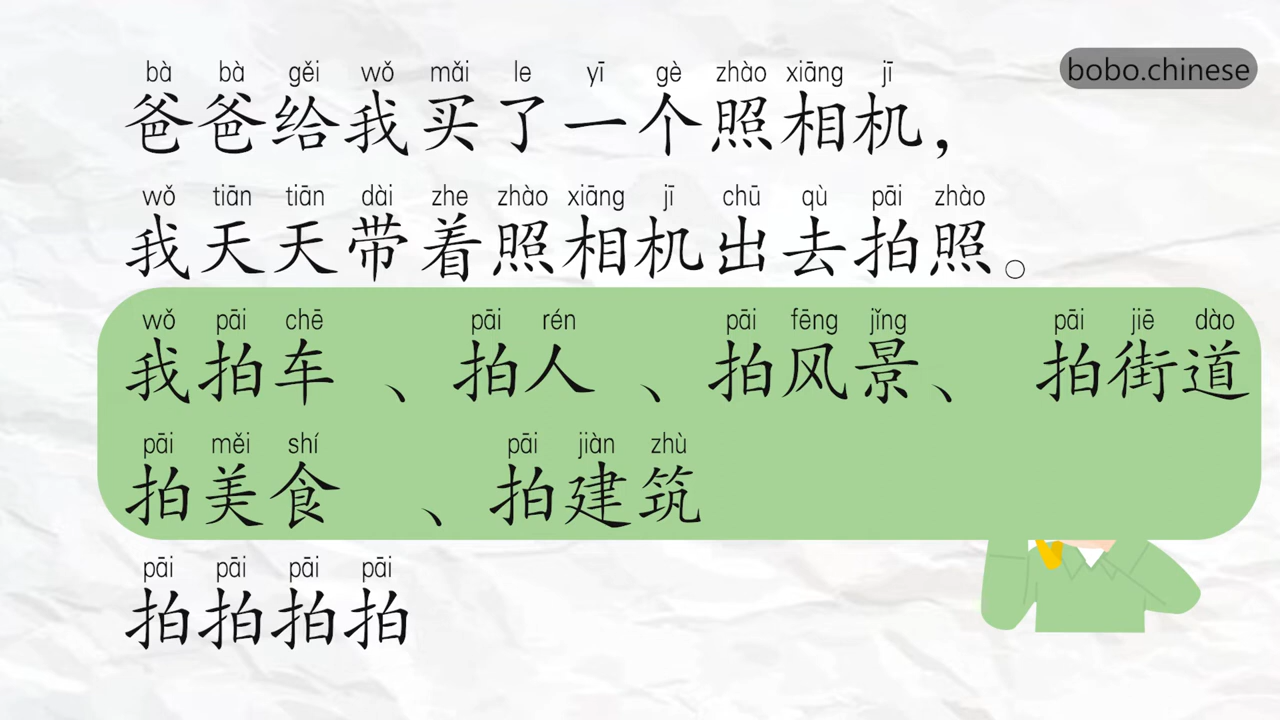 bobo.chinese
bà bà gěi wǒ mǎi le yī gè zhào xiāng jī
爸爸给我买了一个照相机，
wǒ tiān tiān dài zhe zhào xiāng jī chū qù pāi zhào
我天天带着照相机出去拍照。
wǒ pāi chē pāi rén pāi fēng jǐng pāi jiē dào
我拍车、拍人、拍风景、拍街道
pāi měi shí pāi jiàn zhù
拍美食、拍建筑
pāi pāi pāi pāi
拍拍拍拍